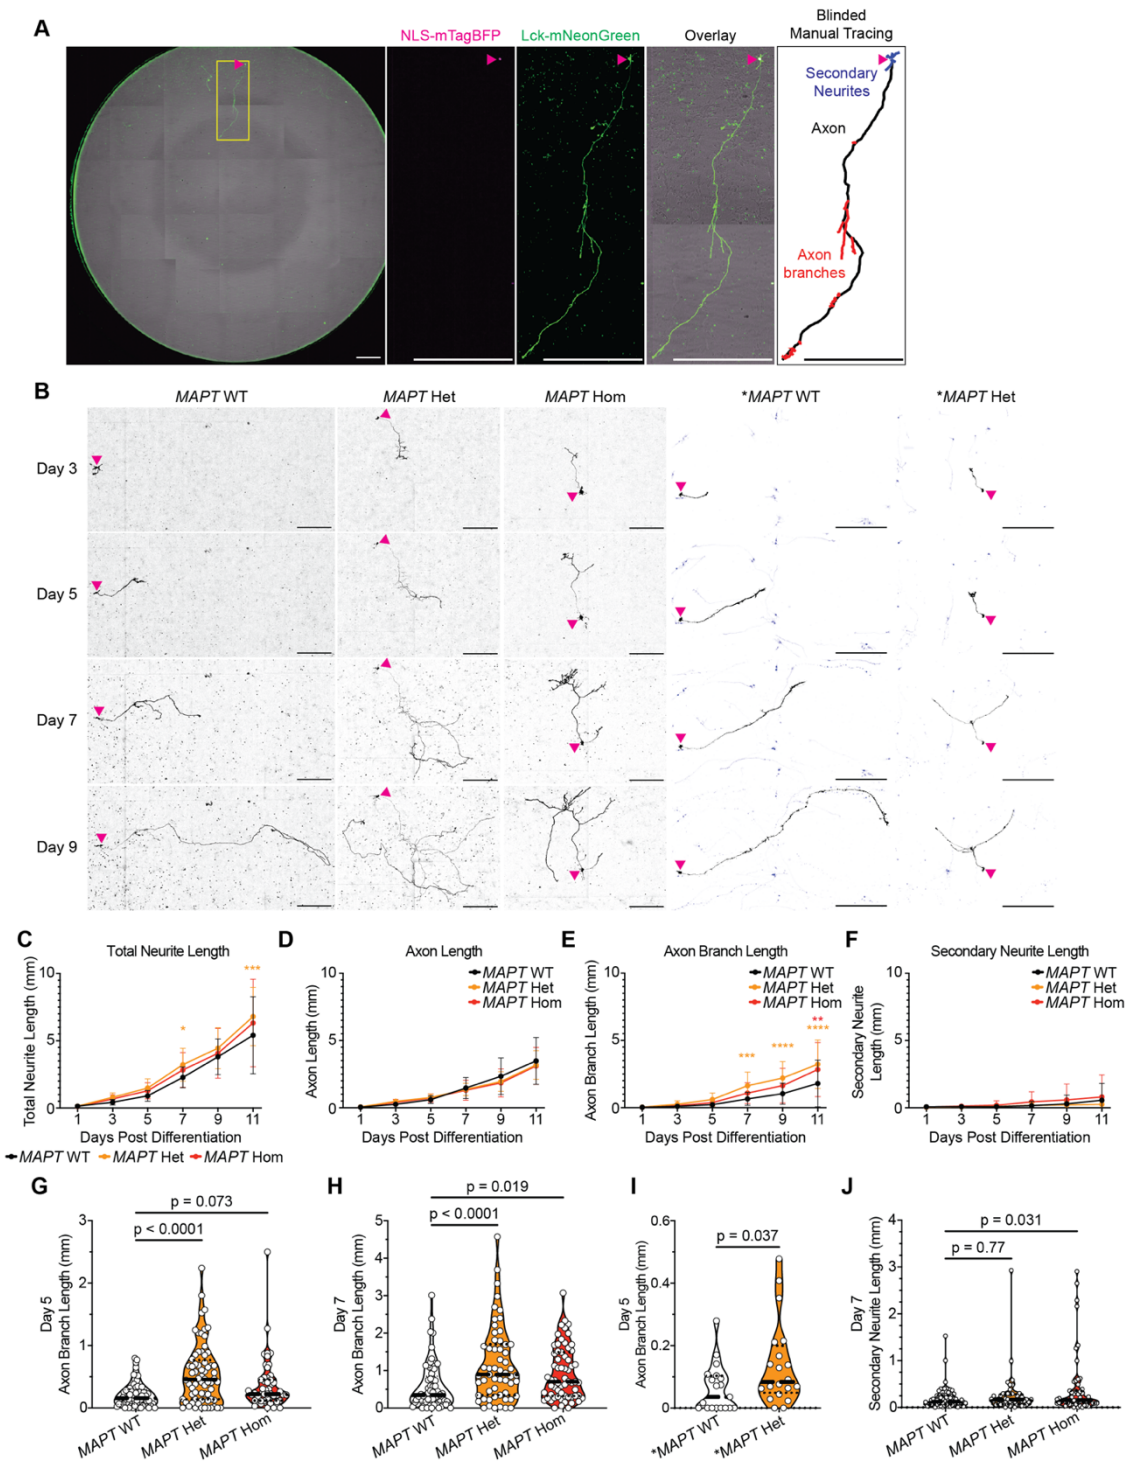 A
NLS-mTagBFP
Lck-mNeonGreen
Overlay
Blinded
Manual Tracing
Secondary
Neurites
Axon
Axon
branches
B
MAPT WT
MAPT Het
MAPT Hom
*MAPT WT
*MAPT Het
Day 3
Day 5
Day 7
Day 9
C
Total Neurite Length
Total Neurite Length (mm)
10
5
0
*
***
1 3 5 7 9 11
Days Post Differentiation
MAPT WT MAPT Het MAPT Hom
D
Axon Length
Axon Length (mm)
10
5
0
MAPT WT
MAPT Het
MAPT Hom
1 3 5 7 9 11
Days Post Differentiation
E
Axon Branch Length
Axon Branch Length (mm)
10
5
0
MAPT WT
MAPT Het
MAPT Hom
***
****
**
****
1 3 5 7 9 11
Days Post Differentiation
F
Secondary Neurite Length
Secondary Neurite
Length (mm)
10
5
0
MAPT WT
MAPT Het
MAPT Hom
1 3 5 7 9 11
Days Post Differentiation
G
Day 5
Axon Branch Length (mm)
3
2
1
0
p = 0.073
p < 0.0001
MAPT WT
MAPT Het
MAPT Hom
H
Day 7
Axon Branch Length (mm)
5
4
3
2
1
0
p = 0.019
p < 0.0001
MAPT WT
MAPT Het
MAPT Hom
I
Day 5
Axon Branch Length (mm)
0.6
0.4
0.2
0
p = 0.037
*MAPT WT
*MAPT Het
J
Day 7
Secondary Neurite Length (mm)
4
3
2
1
0
p = 0.031
p = 0.77
MAPT WT
MAPT Het
MAPT Hom